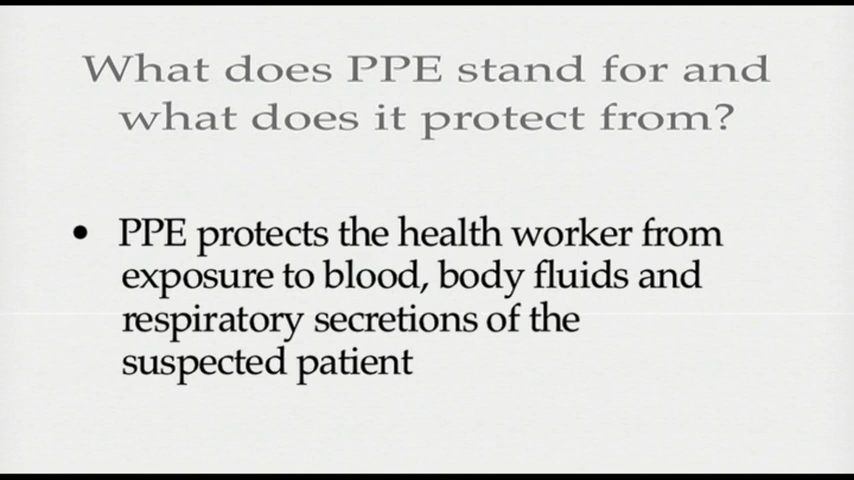 What does PPE stand for and
what does it protect from?
• PPE protects the health worker from
exposure to blood, body fluids and
respiratory secretions of the
suspected patient